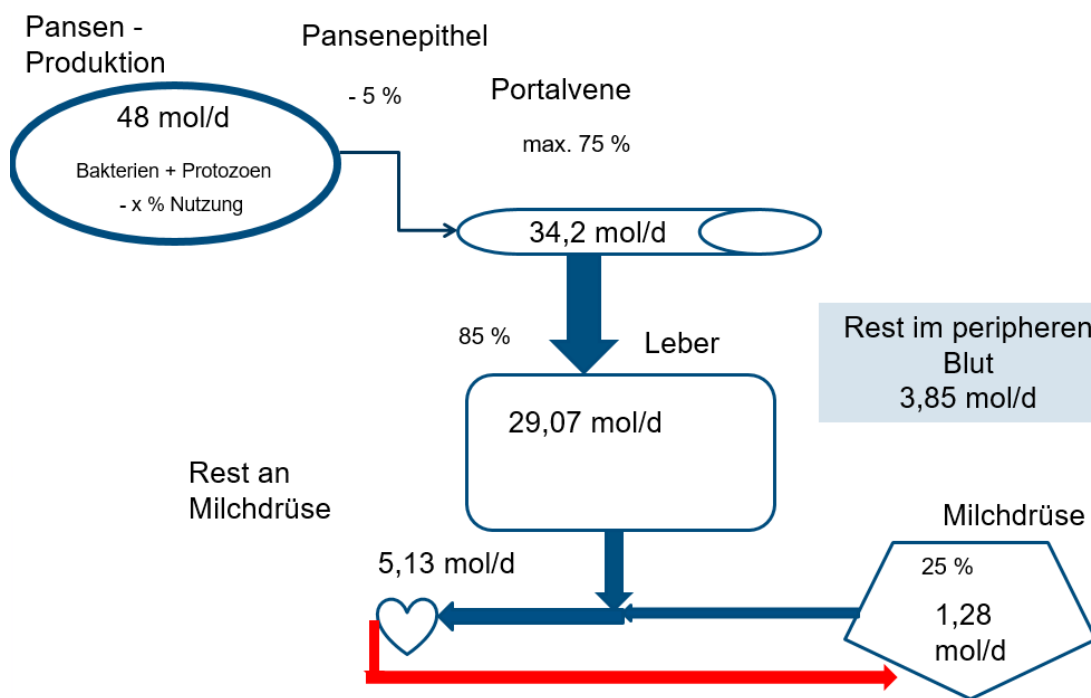 Pansen -
Produktion
48 mol/d
Bakterien + Protozoen
- x % Nutzung
Pansenepithel
- 5 %
Portalvene
max. 75 %
34,2 mol/d
85 %
Leber
29,07 mol/d
Rest im peripheren
Blut
3,85 mol/d
Rest an
Milchdrüse
5,13 mol/d
Milchdrüse
25 %
1,28
mol/d